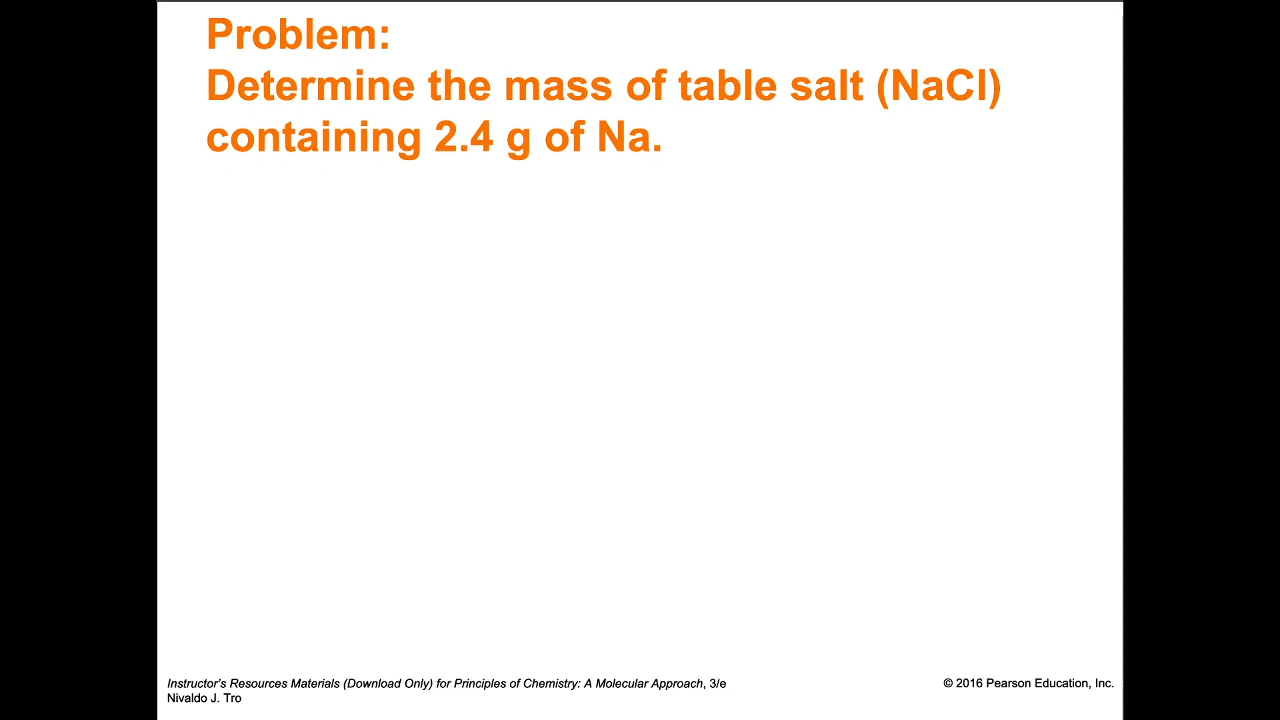 Problem:
Determine the mass of table salt (NaCl)
containing 2.4 g of Na.
Instructor's Resources Materials (Download Only) for Principles of Chemistry: A Molecular Approach, 3/e
Nivaldo J. Tro
© 2016 Pearson Education, Inc.